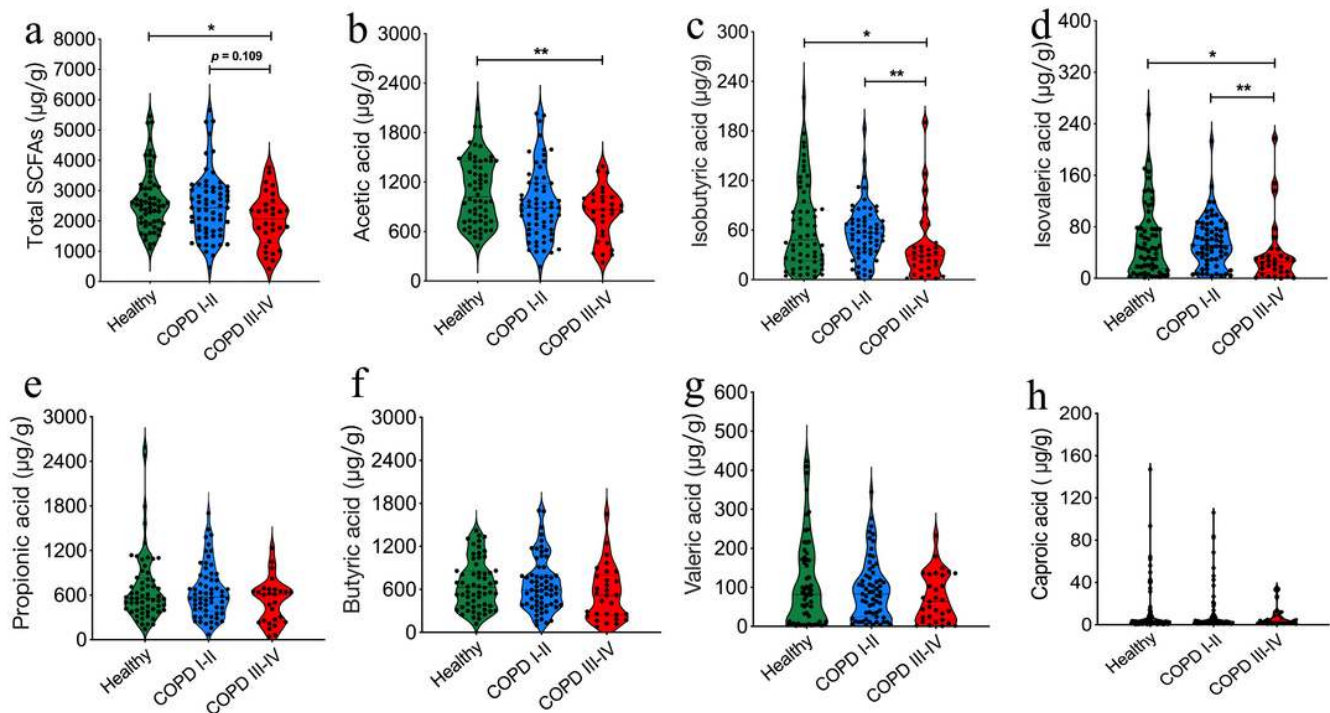 a
Total SCFAs (µg/g)
8000
7000
6000
5000
4000
3000
2000
1000
0
*
p = 0.109
Healthy
COPD I-II
COPD III-IV
b
Acetic acid (µg/g)
3000
2400
1800
1200
600
0
**
Healthy
COPD I-II
COPD III-IV
c
Isobutyric acid (µg/g)
300
240
180
120
60
0
*
**
Healthy
COPD I-II
COPD III-IV
d
Isovaleric acid (µg/g)
400
320
240
160
80
0
*
**
Healthy
COPD I-II
COPD III-IV
e
Propionic acid (µg/g)
3000
2400
1800
1200
600
0
Healthy
COPD I-II
COPD III-IV
f
Butyric acid (µg/g)
3000
2400
1800
1200
600
0
Healthy
COPD I-II
COPD III-IV
g
Valeric acid (µg/g)
600
500
400
300
200
100
0
Healthy
COPD I-II
COPD III-IV
h
Caproic acid ( µg/g)
200
160
120
80
40
0
Healthy
COPD I-II
COPD III-IV